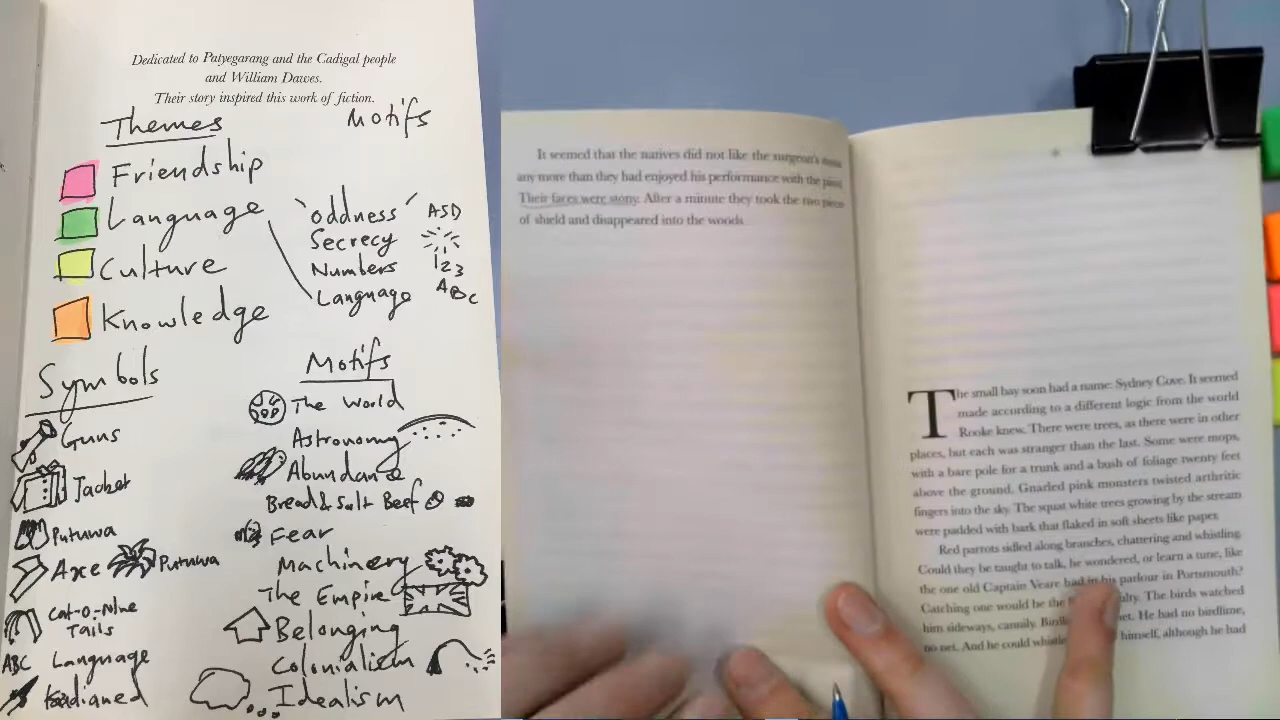 Dedicated to Patyegarang and the Cadigal people
and William Dawes.
Their story inspired this work of fiction.
Themes
Motifs
Friendship
Language
Culture
Knowledge
'oddness' ASD
Secrecy
Numbers 123
Language ABC
Symbols
Guns
Jacket
Putuwa
Axe Putuwa
Cat-o-Nine
Tails
ABC Language
Motifs
The World
Astronomy
Abundance
Bread & Salt Beef
Fear
Machinery
The Empire
Belonging
Colonialism
Idealism
It seemed that the natives did not like the surgeon's
any more than they had enjoyed his performance with the pistol.
Their faces were stony. After a minute they took the two pieces
of shield and disappeared into the woods.
The small bay soon had a name: Sydney Cove. It seemed
made according to a different logic from the world
Rooke knew. There were trees, as there were in other
places, but each was stranger than the last. Some were mops,
with a bare pole for a trunk and a bush of foliage twenty feet
above the ground. Gnarled pink monsters twisted arthritic
fingers into the sky. The squat white trees growing by the stream
were padded with bark that flaked in soft sheets like paper.
Red parrots sidled along branches, chattering and whistling.
Could they be taught to talk, he wondered, or learn a tune, like
the one old Captain Veare had in his parlour in Portsmouth?
Catching one would be the The birds watched
him sideways, cannily. He had no birdlime,
no net. And he could whistle himself, although he had